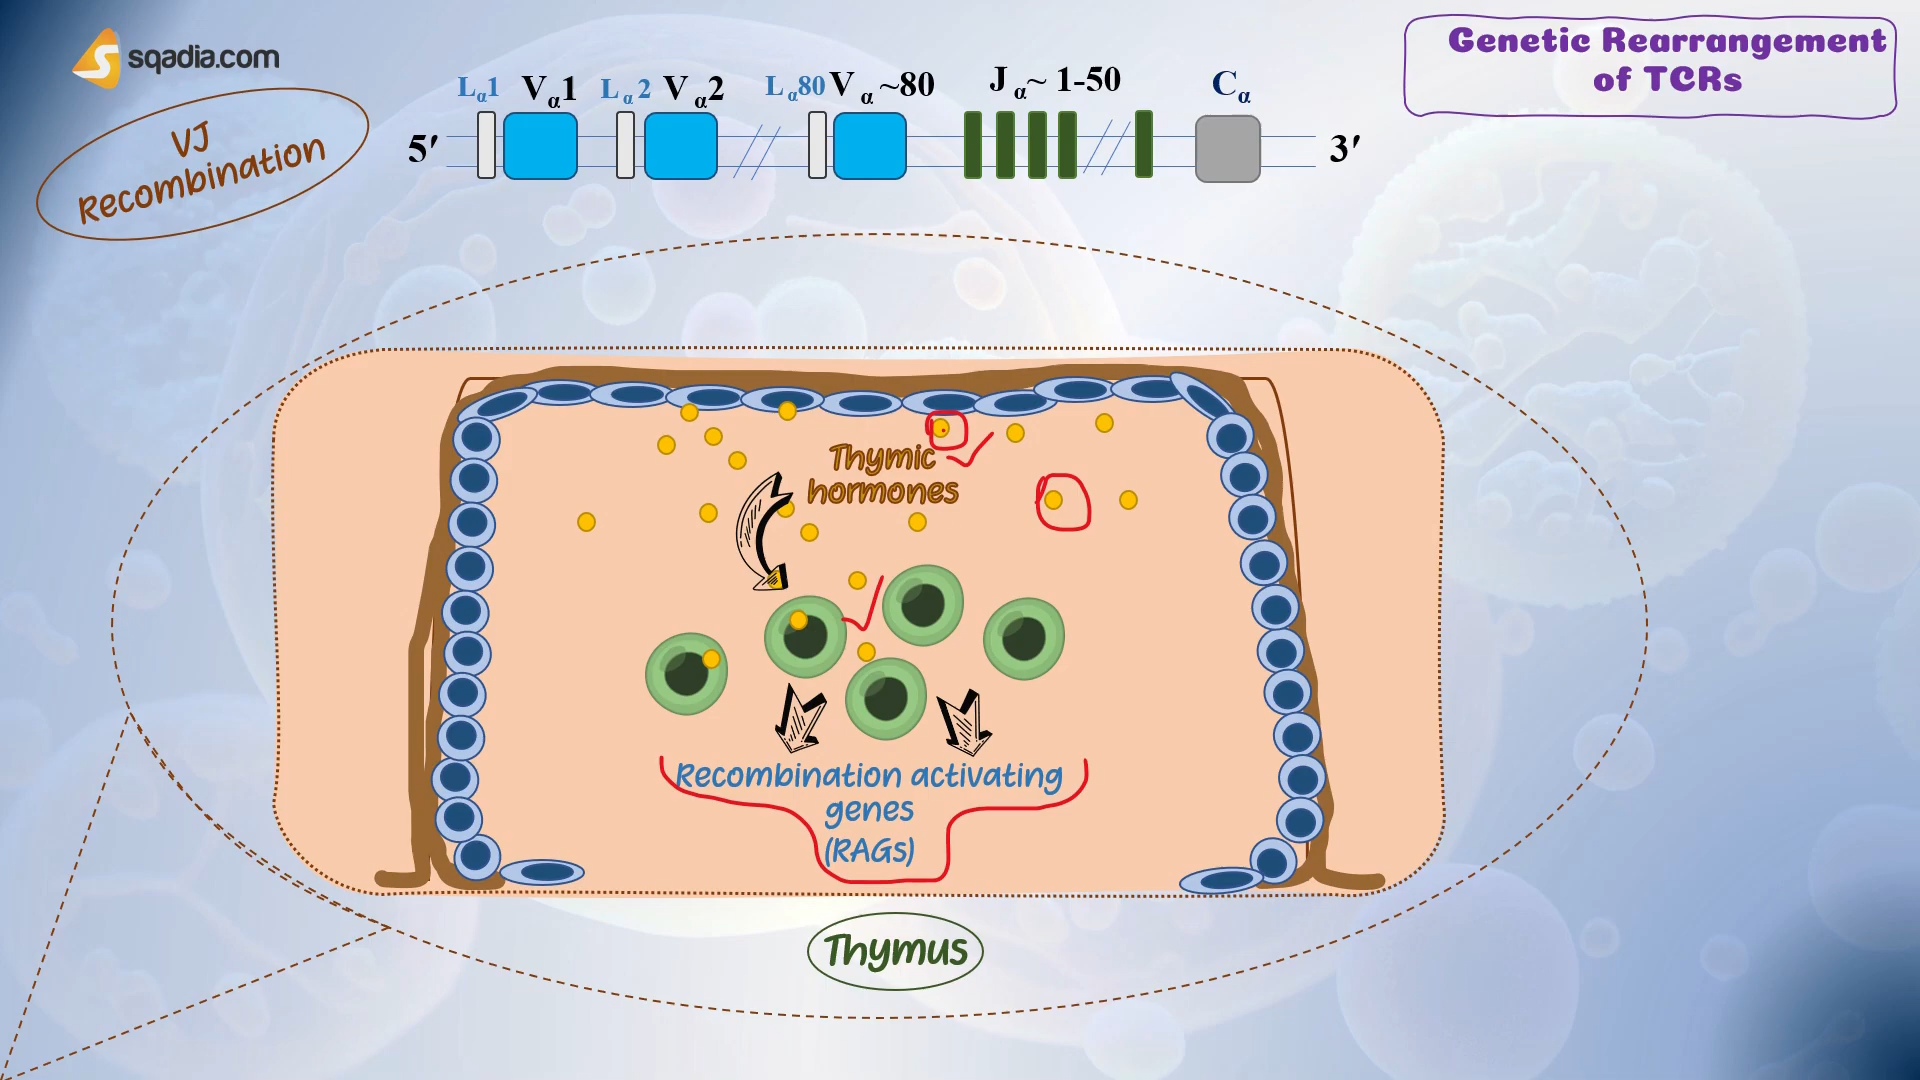 sqadia.com
Genetic Rearrangement
of TCRs
VJ
Recombination
Lα1 Vα1 Lα2 Vα2 Lα80 Vα~80 Jα~ 1-50 Cα
5′ 3′
Thymic
hormones
Recombination activating
genes
(RAGs)
Thymus